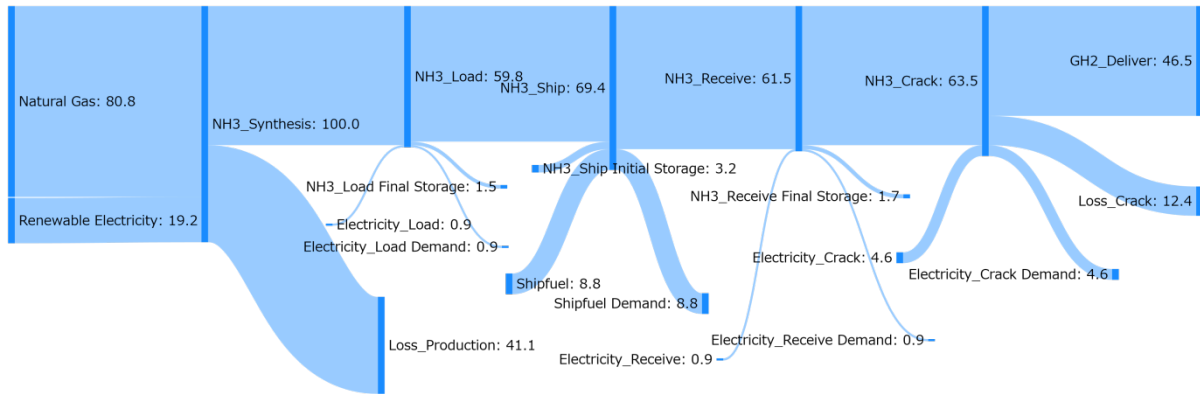 Natural Gas: 80.8
Renewable Electricity: 19.2
NH3_Synthesis: 100.0
Loss_Production: 41.1
NH3_Load: 59.8
NH3_Load Final Storage: 1.5
Electricity_Load: 0.9
Electricity_Load Demand: 0.9
NH3_Ship: 69.4
NH3_Ship Initial Storage: 3.2
Shipfuel: 8.8
Shipfuel Demand: 8.8
NH3_Receive: 61.5
NH3_Receive Final Storage: 1.7
Electricity_Receive: 0.9
Electricity_Receive Demand: 0.9
NH3_Crack: 63.5
Electricity_Crack: 4.6
Electricity_Crack Demand: 4.6
GH2_Deliver: 46.5
Loss_Crack: 12.4